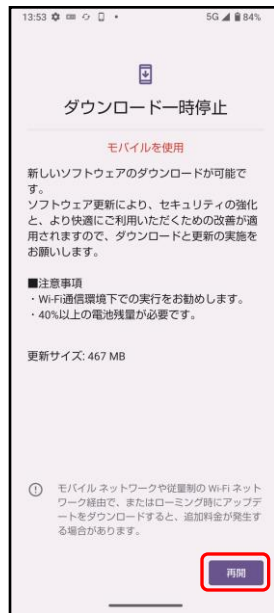 13:53 5G 84%
ダウンロード一時停止
モバイルを使用
新しいソフトウェアのダウンロードが可能で
す。
ソフトウェア更新により、セキュリティの強化
と、より快適にご利用いただくための改善が適
用されますので、ダウンロードと更新の実施を
お願いします。
■注意事項
・Wi-Fi通信環境下での実行をお勧めします。
・40%以上の電池残量が必要です。
更新サイズ: 467 MB
モバイル ネットワークや従量制の Wi-Fi ネット
ワーク経由で、またはローミング時にアップデ
ートをダウンロードすると、追加料金が発生す
る場合があります。
再開